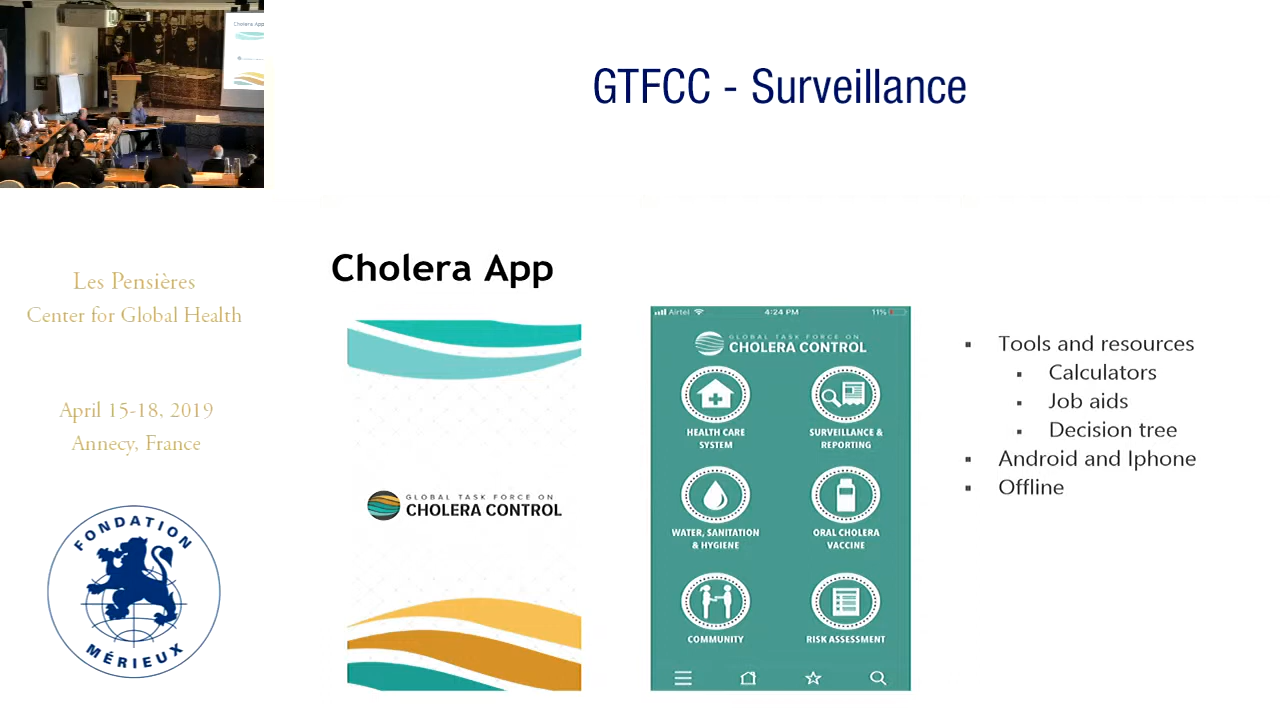 Cholera App
GTFCC - Surveillance
Les Pensières
Center for Global Health
April 15-18, 2019
Annecy, France
FONDATION
MÉRIEUX
Cholera App
GLOBAL TASK FORCE ON
CHOLERA CONTROL
Airtel 4:24 PM 11%
GLOBAL TASK FORCE ON
CHOLERA CONTROL
HEALTH CARE
SYSTEM
SURVEILLANCE &
REPORTING
WATER, SANITATION
& HYGIENE
ORAL CHOLERA
VACCINE
COMMUNITY
RISK ASSESSMENT
▪ Tools and resources
▪ Calculators
▪ Job aids
▪ Decision tree
▪ Android and Iphone
▪ Offline